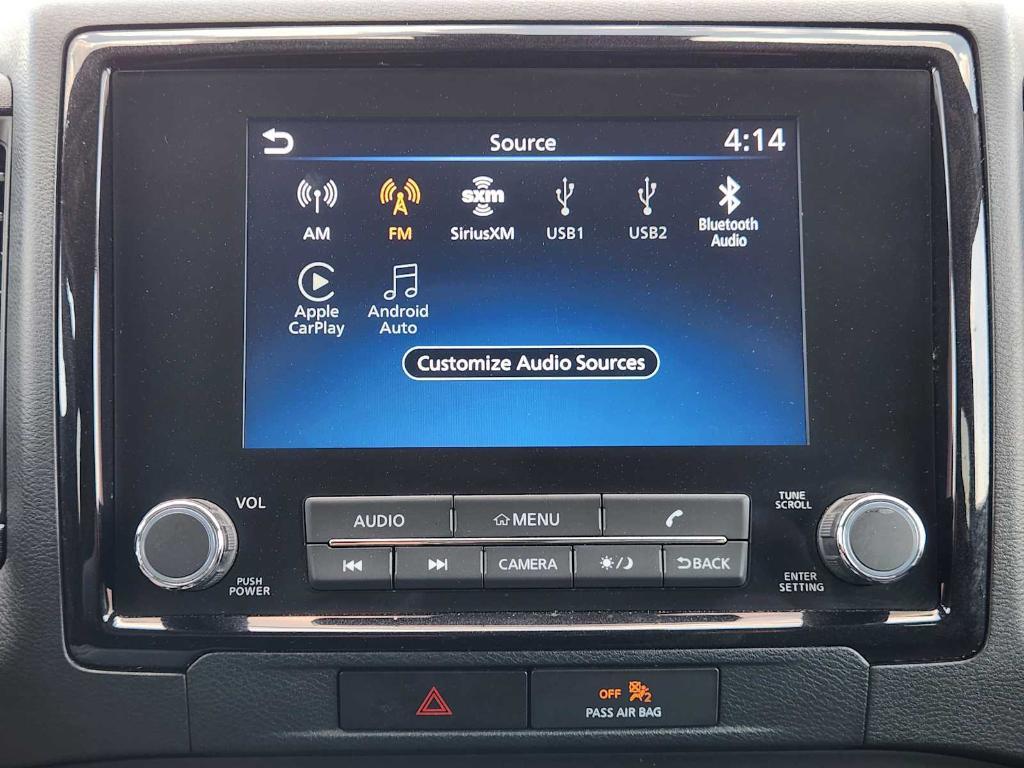 Source
4:14
AM
FM
sxm
SiriusXM
USB1
USB2
Bluetooth
Audio
Apple
CarPlay
Android
Auto
Customize Audio Sources
VOL
PUSH
POWER
AUDIO
MENU
CAMERA
BACK
TUNE
SCROLL
ENTER
SETTING
OFF
2
PASS AIR BAG